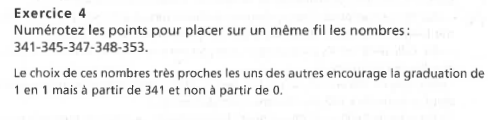 Exercice 4
Numérotez les points pour placer sur un même fil les nombres:
341-345-347-348-353.
Le choix de ces nombres très proches les uns des autres encourage la graduation de
1 en 1 mais à partir de 341 et non à partir de 0.